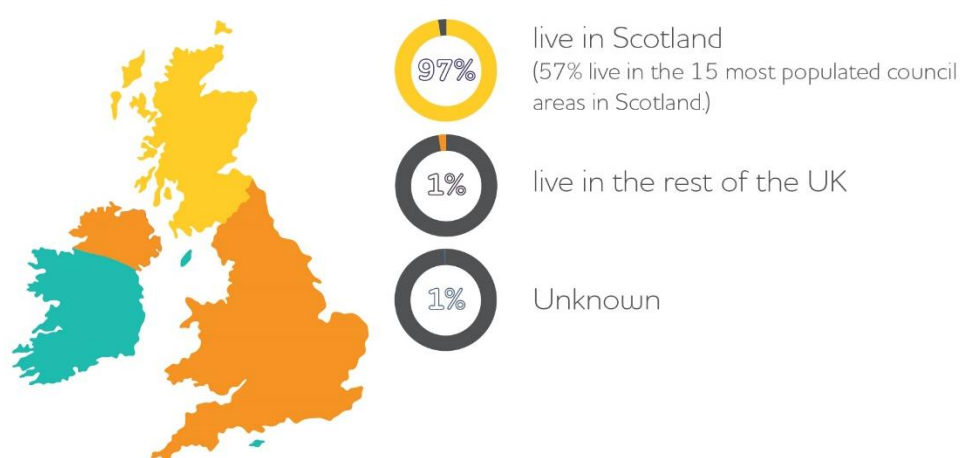 97%
live in Scotland
(57% live in the 15 most populated council
areas in Scotland.)
1%
live in the rest of the UK
1%
Unknown